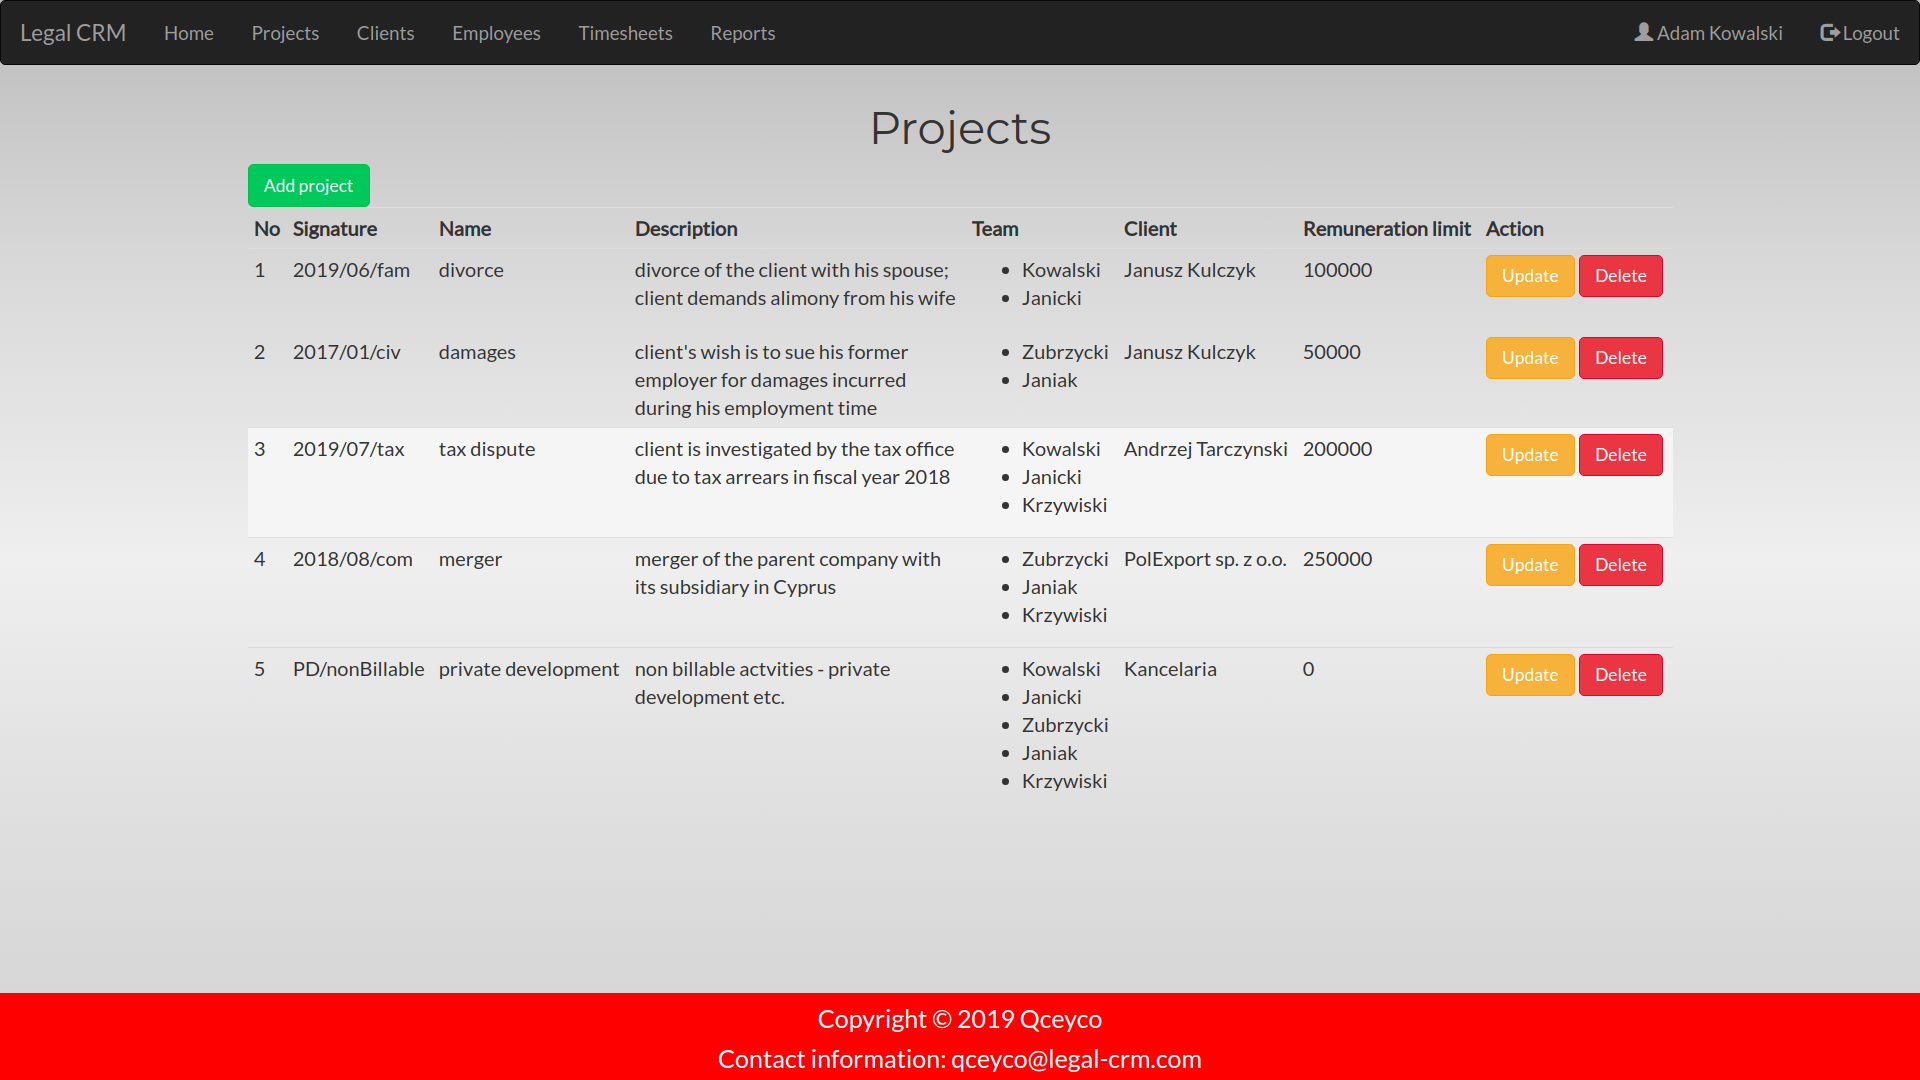 Legal CRM Home Projects Clients Employees Timesheets Reports Adam Kowalski Logout
Projects
Add project
No Signature Name Description Team Client Remuneration limit Action
1 2019/06/fam divorce divorce of the client with his spouse; Kowalski Janusz Kulczyk 100000 Update Delete
client demands alimony from his wife Janicki
2 2017/01/civ damages client's wish is to sue his former Zubrzycki Janusz Kulczyk 50000 Update Delete
employer for damages incurred Janiak
during his employment time
3 2019/07/tax tax dispute client is investigated by the tax office Kowalski Andrzej Tarczynski 200000 Update Delete
due to tax arrears in fiscal year 2018 Janicki
Krzywiski
4 2018/08/com merger merger of the parent company with Zubrzycki PolExport sp. z o.o. 250000 Update Delete
its subsidiary in Cyprus Janiak
Krzywiski
5 PD/nonBillable private development non billable actvities - private Kowalski Kancelaria 0 Update Delete
development etc. Janicki
Zubrzycki
Janiak
Krzywiski
Copyright © 2019 Qceyco
Contact information: qceyco@legal-crm.com